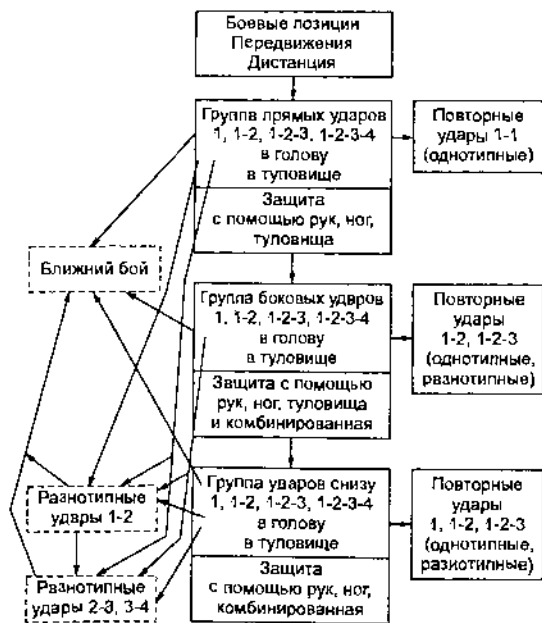 Боевые позиции
Передвижения
Дистанция
Группа прямых ударов
1, 1-2, 1-2-3, 1-2-3-4
в голову
в туловище
Защита
с помощью рук, ног,
туловища
Повторные
удары 1-1
(однотипные)
Ближний бой
Группа боковых ударов
1, 1-2, 1-2-3, 1-2-3-4
в голову
в туловище
Защита с помощью
рук, ног, туловища
и комбинированная
Повторные
удары
1-2, 1-2-3
(однотипные,
разнотипные)
Разнотипные
удары 1-2
Группа ударов снизу
1, 1-2, 1-2-3, 1-2-3-4
в голову
в туловище
Защита
с помощью рук, ног,
комбинированная
Повторные
удары
1, 1-2, 1-2-3
(однотипные,
разнотипные)
Разнотипные
удары 2-3, 3-4